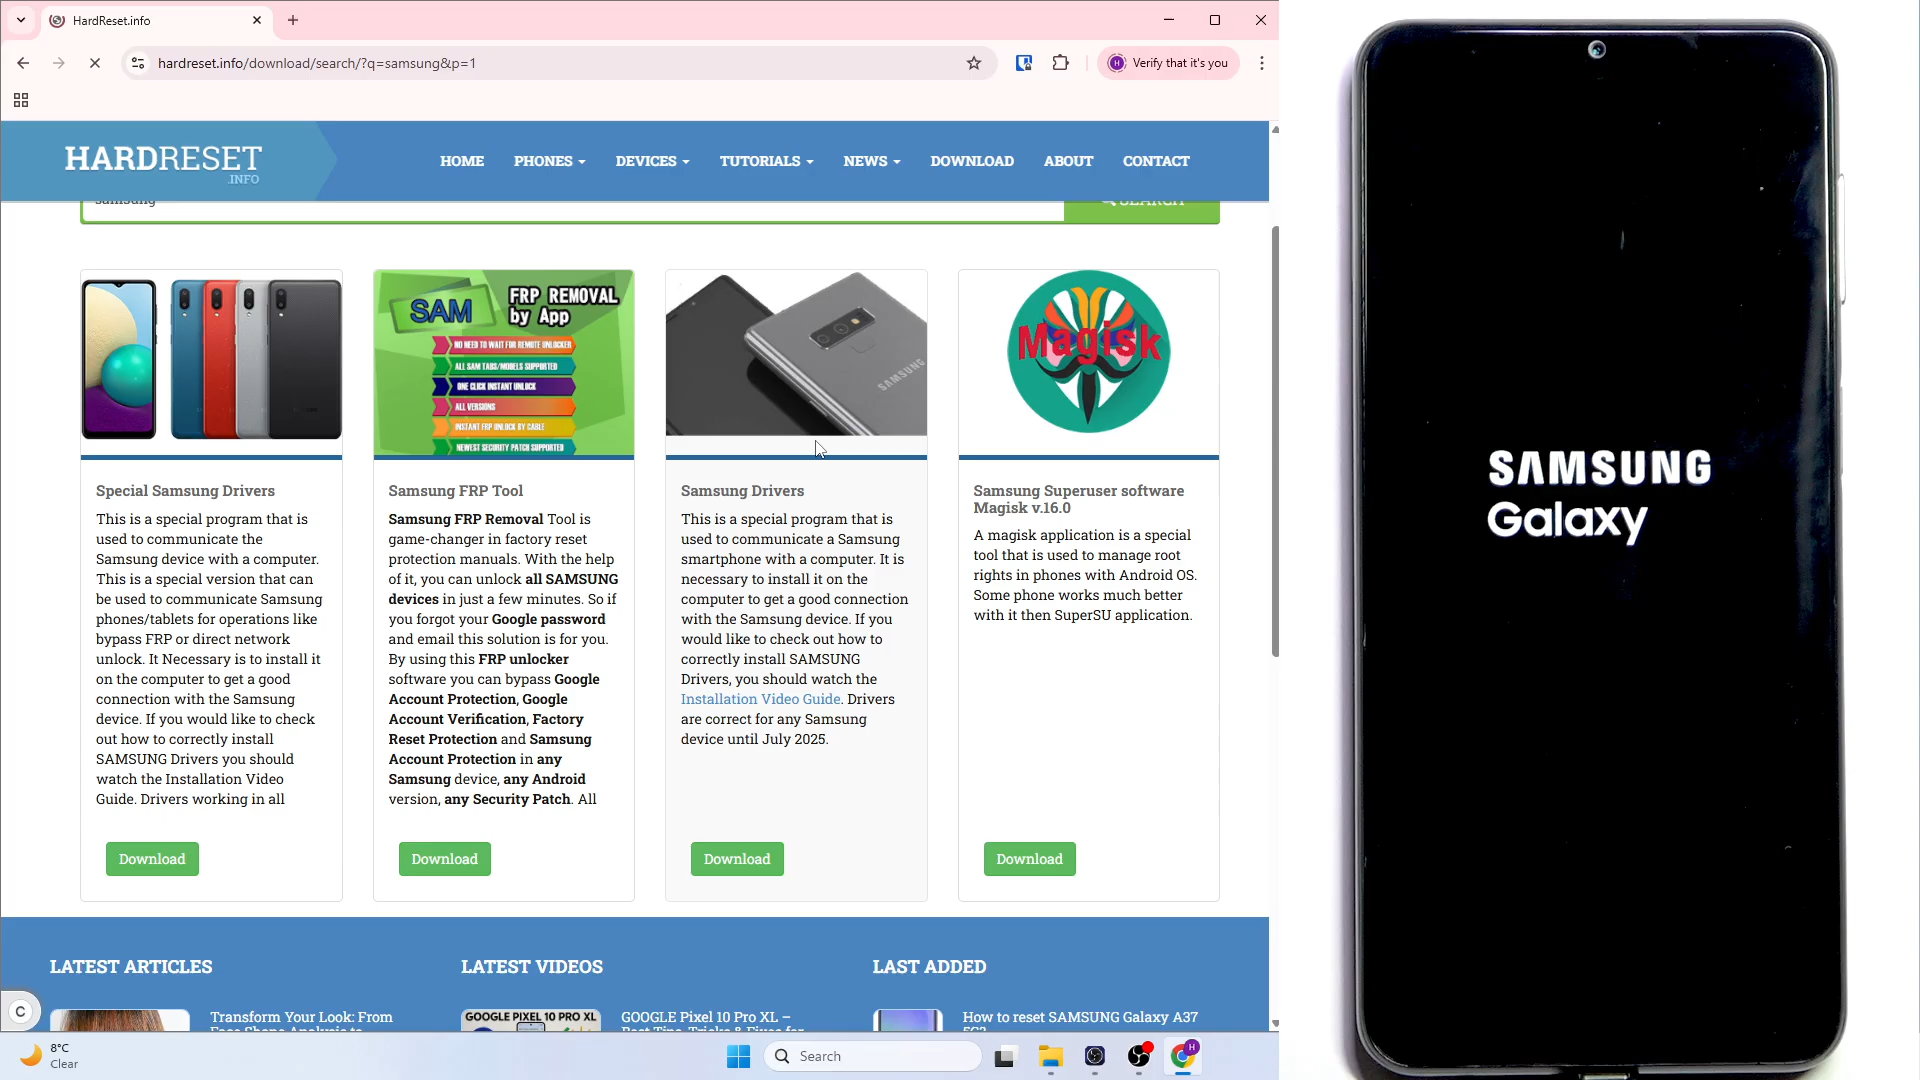 HardReset.info
hardreset.info/download/search/?q=samsung&p=1
Verify that it's you
HARDRESET
.INFO
HOME
PHONES
DEVICES
TUTORIALS
NEWS
DOWNLOAD
ABOUT
CONTACT
samsung
SEARCH
SAM
FRP REMOVAL
by App
NO NEED TO WAIT FOR REMOTE UNLOCKER
ALL SAM TABS/MODELS SUPPORTED
ONE CLICK INSTANT UNLOCK
ALL VERSIONS
INSTANT FRP UNLOCK BY CABLE
NEWEST SECURITY PATCH SUPPORTED
SAMSUNG
Magisk
Special Samsung Drivers
This is a special program that is
used to communicate the
Samsung device with a computer.
This is a special version that can
be used to communicate Samsung
phones/tablets for operations like
bypass FRP or direct network
unlock. It Necessary is to install it
on the computer to get a good
connection with the Samsung
device. If you would like to check
out how to correctly install
SAMSUNG Drivers you should
watch the Installation Video
Guide. Drivers working in all
Download
Samsung FRP Tool
Samsung FRP Removal Tool is
game-changer in factory reset
protection manuals. With the help
of it, you can unlock all SAMSUNG
devices in just a few minutes. So if
you forgot your Google password
and email this solution is for you.
By using this FRP unlocker
software you can bypass Google
Account Protection, Google
Account Verification, Factory
Reset Protection and Samsung
Account Protection in any
Samsung device, any Android
version, any Security Patch. All
Download
Samsung Drivers
This is a special program that is
used to communicate a Samsung
smartphone with a computer. It is
necessary to install it on the
computer to get a good connection
with the Samsung device. If you
would like to check out how to
correctly install SAMSUNG
Drivers, you should watch the
Installation Video Guide. Drivers
are correct for any Samsung
device until July 2025.
Download
Samsung Superuser software
Magisk v.16.0
A magisk application is a special
tool that is used to manage root
rights in phones with Android OS.
Some phone works much better
with it then SuperSU application.
Download
LATEST ARTICLES
Transform Your Look: From
Face Shape Analysis to
LATEST VIDEOS
GOOGLE PIXEL 10 PRO XL
GOOGLE Pixel 10 Pro XL –
Best Tips, Tricks & Fixes for
LAST ADDED
How to reset SAMSUNG Galaxy A37
5G?
C
8°C
Clear
Search
H
H
SAMSUNG
Galaxy